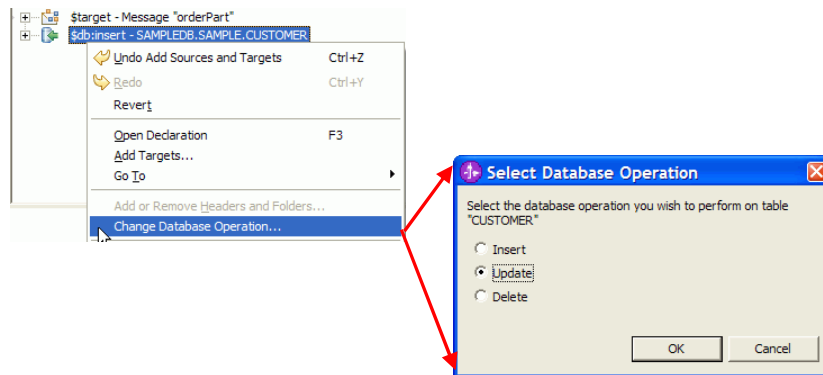 $target - Message "orderPart"
$db:insert - SAMPLEDB.SAMPLE.CUSTOMER
Undo Add Sources and Targets Ctrl+Z
Redo Ctrl+Y
Revert
Open Declaration F3
Add Targets...
Go To
Add or Remove Headers and Folders...
Change Database Operation...
Select Database Operation
Select the database operation you wish to perform on table
"CUSTOMER"
Insert
Update
Delete
OK Cancel